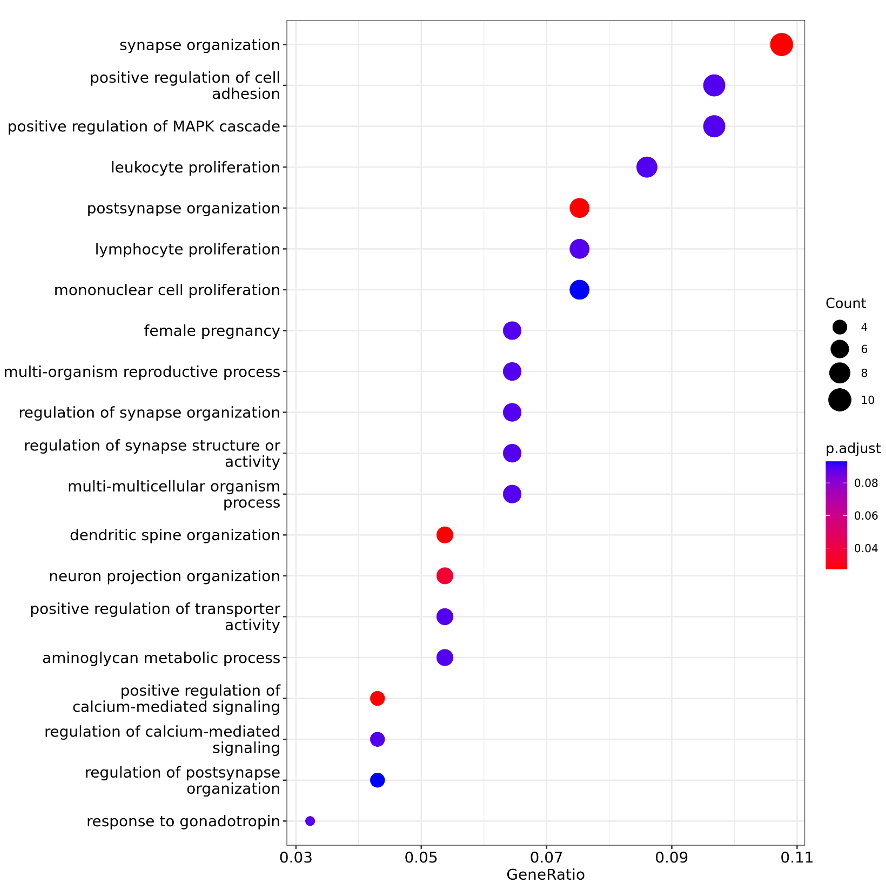 synapse organization
positive regulation of cell
adhesion
positive regulation of MAPK cascade
leukocyte proliferation
postsynapse organization
lymphocyte proliferation
mononuclear cell proliferation
female pregnancy
multi-organism reproductive process
regulation of synapse organization
regulation of synapse structure or
activity
multi-multicellular organism
process
dendritic spine organization
neuron projection organization
positive regulation of transporter
activity
aminoglycan metabolic process
positive regulation of
calcium-mediated signaling
regulation of calcium-mediated
signaling
regulation of postsynapse
organization
response to gonadotropin
0.03 0.05 0.07 0.09 0.11
GeneRatio
Count
4
6
8
10
p.adjust
0.08
0.06
0.04